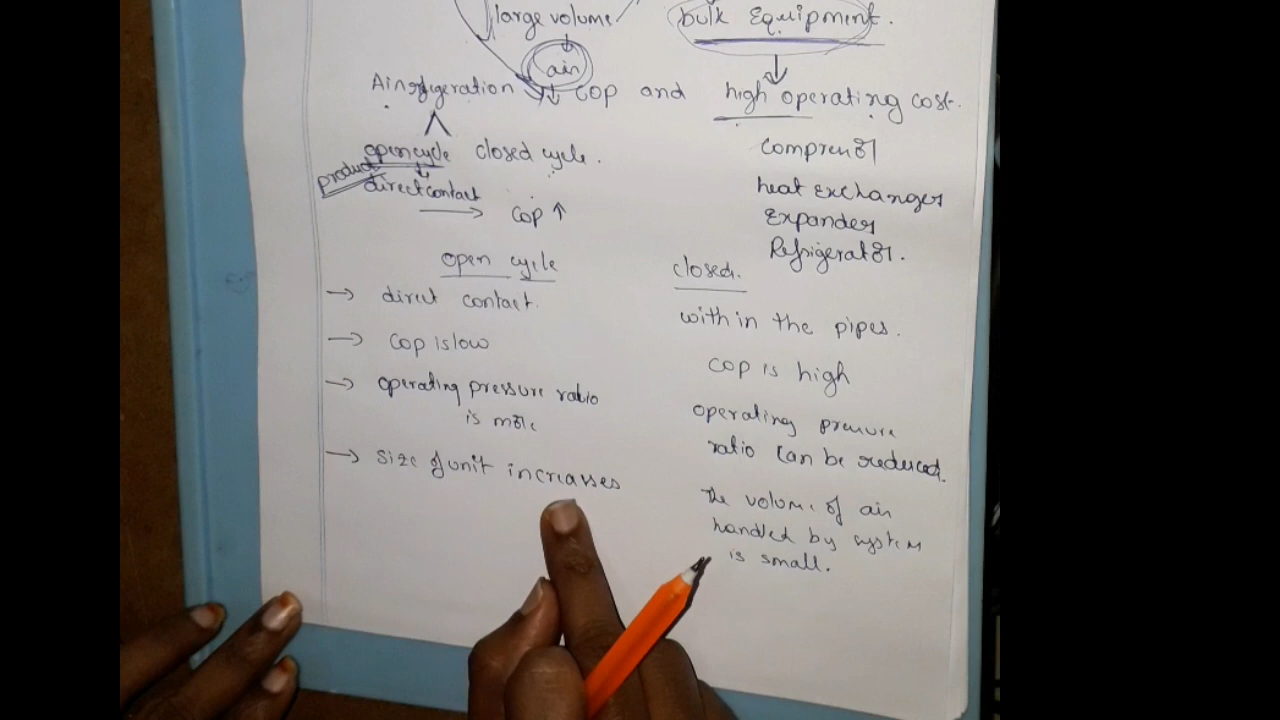 large volume
bulk Equipment.
air
Air refigeration
COP and high operating cost.
open cycle closed cycle.
product
direct contact
COP ↑
compressor
heat Exchanges
Expander
Refrigerator.
open cycle
→ direct contact.
→ COP is low
→ operating pressure ratio
is more
→ size of unit increases
closed.
with in the pipes.
COP is high
operating pressure
ratio can be reduced.
the volume of air
handled by system
is small.